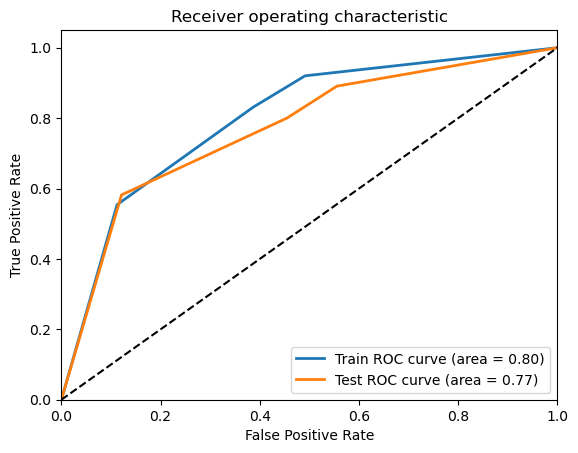 Receiver operating characteristic
True Positive Rate
1.0
0.8
0.6
0.4
0.2
0.0
Train ROC curve (area = 0.80)
Test ROC curve (area = 0.77)
0.0 0.2 0.4 0.6 0.8 1.0
False Positive Rate